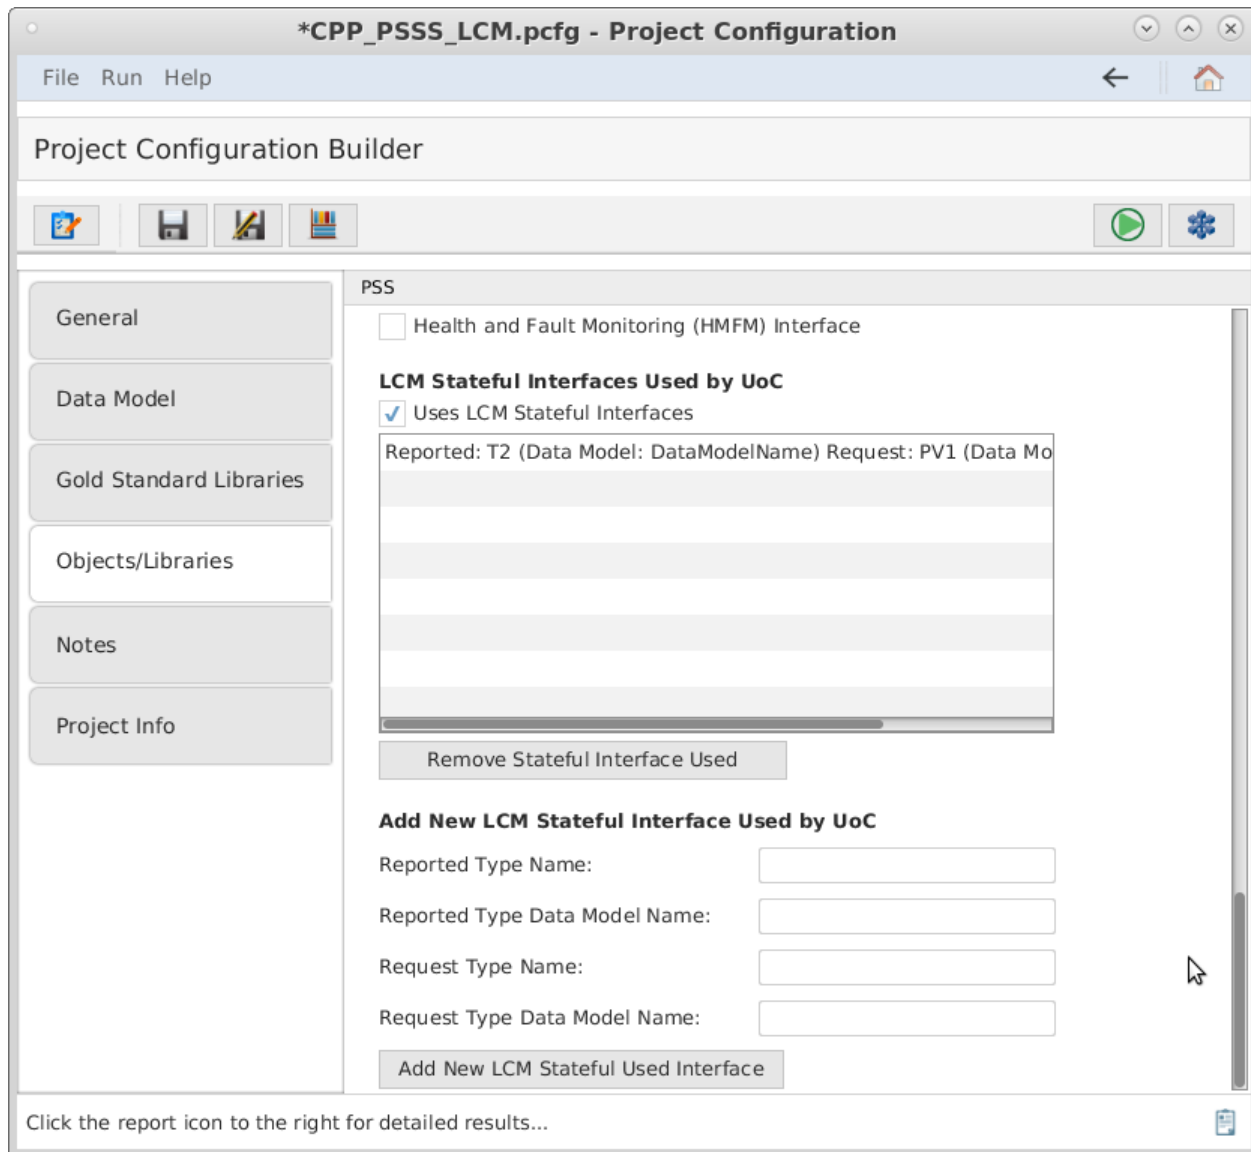 *CPP_PSSS_LCM.pcfg - Project Configuration
File Run Help
Project Configuration Builder
General
Data Model
Gold Standard Libraries
Objects/Libraries
Notes
Project Info
PSS
Health and Fault Monitoring (HMFM) Interface
LCM Stateful Interfaces Used by UoC
Uses LCM Stateful Interfaces
Reported: T2 (Data Model: DataModelName) Request: PV1 (Data Mo
Remove Stateful Interface Used
Add New LCM Stateful Interface Used by UoC
Reported Type Name:
Reported Type Data Model Name:
Request Type Name:
Request Type Data Model Name:
Add New LCM Stateful Used Interface
Click the report icon to the right for detailed results...